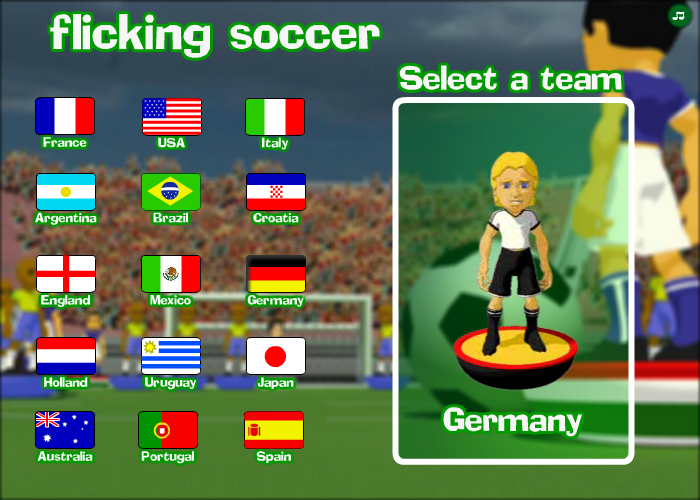 flicking soccer
Select a team
France
USA
Italy
Argentina
Brazil
Croatia
England
Mexico
Germany
Holland
Uruguay
Japan
Australia
Portugal
Spain
Germany